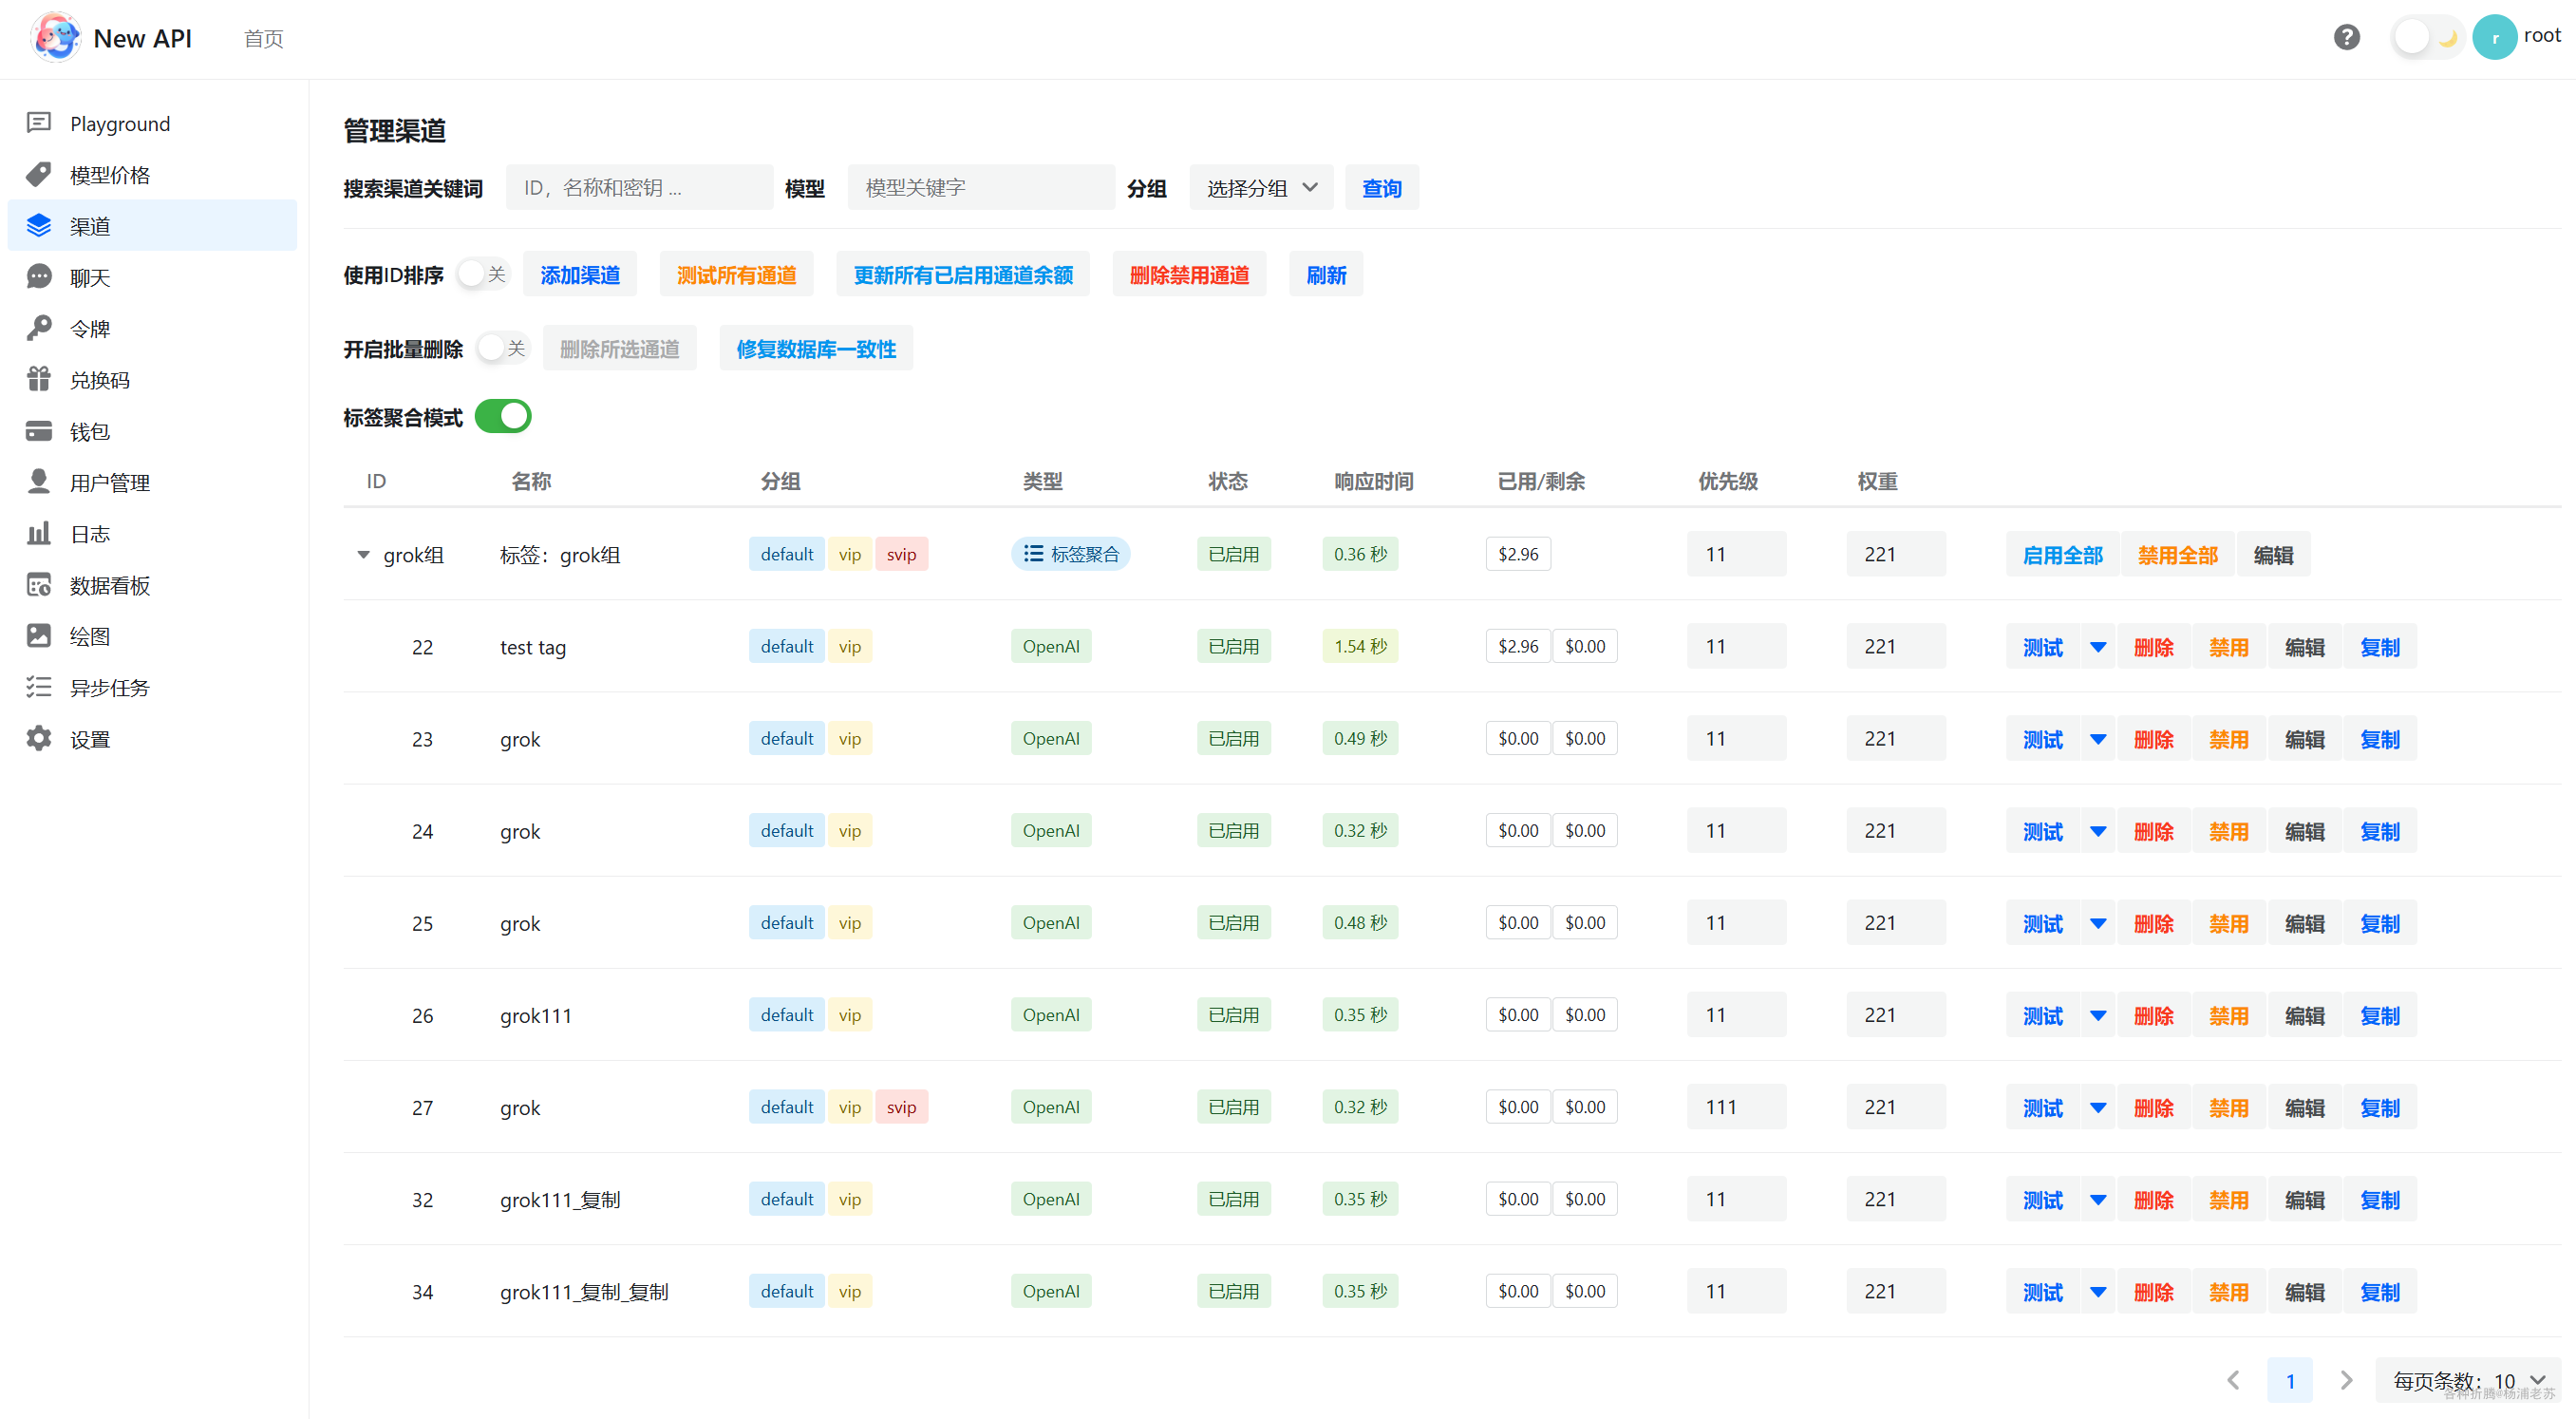 New API 首页 r root
Playground
模型价格
渠道
聊天
令牌
兑换码
钱包
用户管理
日志
数据看板
绘图
异步任务
设置
管理渠道
搜索渠道关键词 ID，名称和密钥 ... 模型 模型关键字 分组 选择分组 查询
使用ID排序 关 添加渠道 测试所有通道 更新所有已启用通道余额 删除禁用通道 刷新
开启批量删除 关 删除所选通道 修复数据库一致性
标签聚合模式
ID 名称 分组 类型 状态 响应时间 已用/剩余 优先级 权重
grok组 标签：grok组 default vip svip 标签聚合 已启用 0.36 秒 $2.96 11 221 启用全部 禁用全部 编辑
22 test tag default vip OpenAI 已启用 1.54 秒 $2.96 $0.00 11 221 测试 删除 禁用 编辑 复制
23 grok default vip OpenAI 已启用 0.49 秒 $0.00 $0.00 11 221 测试 删除 禁用 编辑 复制
24 grok default vip OpenAI 已启用 0.32 秒 $0.00 $0.00 11 221 测试 删除 禁用 编辑 复制
25 grok default vip OpenAI 已启用 0.48 秒 $0.00 $0.00 11 221 测试 删除 禁用 编辑 复制
26 grok111 default vip OpenAI 已启用 0.35 秒 $0.00 $0.00 11 221 测试 删除 禁用 编辑 复制
27 grok default vip svip OpenAI 已启用 0.32 秒 $0.00 $0.00 111 221 测试 删除 禁用 编辑 复制
32 grok111_复制 default vip OpenAI 已启用 0.35 秒 $0.00 $0.00 11 221 测试 删除 禁用 编辑 复制
34 grok111_复制_复制 default vip OpenAI 已启用 0.35 秒 $0.00 $0.00 11 221 测试 删除 禁用 编辑 复制
1 每页条数：10
各种折腾@杨浦老苏